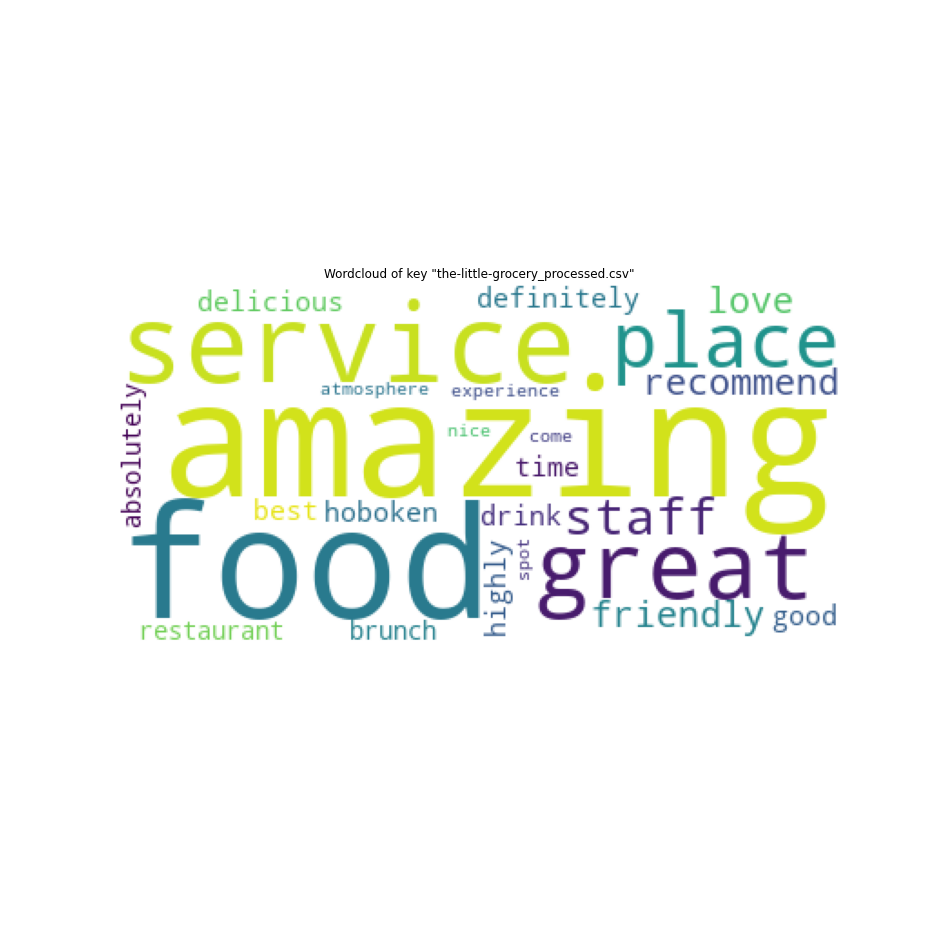 Wordcloud of key "the-little-grocery_processed.csv"
delicious
definitely
love
service
place
atmosphere
experience
recommend
absolutely
amazing
nice
come
time
best
hoboken
drink
staff
food
highly
spot
great
friendly
good
restaurant
brunch